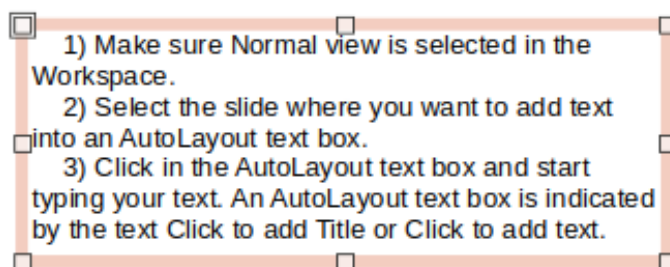 1) Make sure Normal view is selected in the
Workspace.
2) Select the slide where you want to add text
into an AutoLayout text box.
3) Click in the AutoLayout text box and start
typing your text. An AutoLayout text box is indicated
by the text Click to add Title or Click to add text.